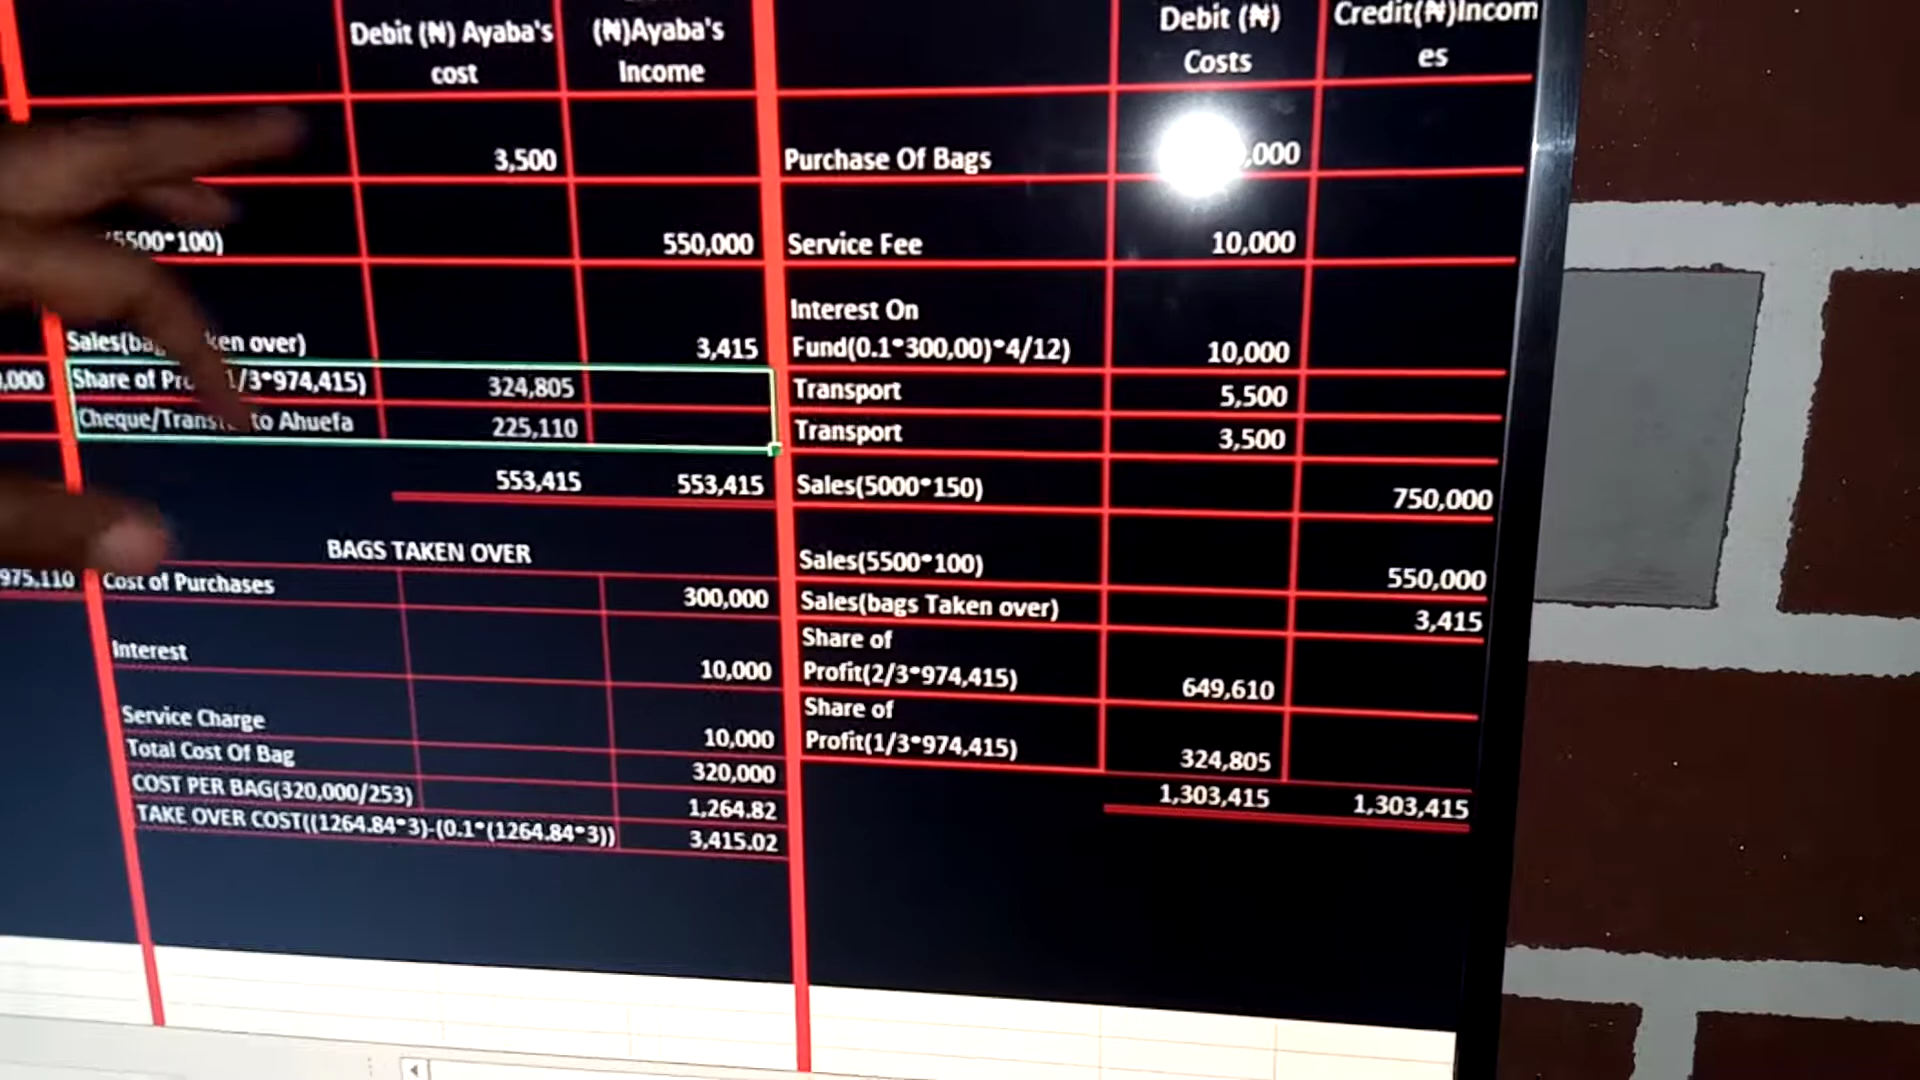 Debit (₦) Ayaba's
cost
(₦)Ayaba's
Income
Debit (₦)
Costs
Credit(₦)Incom
es
3,500
Purchase Of Bags
,000
5500*100)
550,000
Service Fee
10,000
Sales(ba
ken over)
3,415
Interest On
Fund(0.1*300,00)*4/12)
10,000
,000
Share of
1/3*974,415)
324,805
Transport
5,500
to Ahuefa
225,110
Transport
3,500
553,415
553,415
Sales(5000*150)
750,000
BAGS TAKEN OVER
Sales(5500*100)
550,000
975,110
Cost of Purchases
300,000
Sales(bags Taken over)
3,415
Interest
10,000
Share of
Profit(2/3*974,415)
649,610
Service Charge
10,000
Share of
Profit(1/3*974,415)
324,805
Total Cost Of Bag
320,000
COST PER BAG(320,000/253)
1,264.82
1,303,415
1,303,415
TAKE OVER COST((1264.84*3)-(0.1*(1264.84*3))
3,415.02